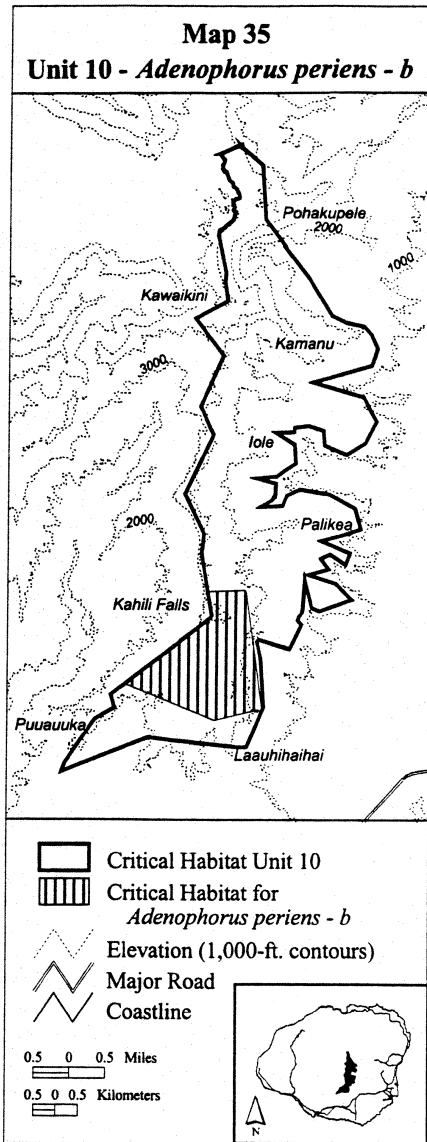 Map 35
Unit 10 - Adenophorus periens - b
Pohakupele
2000
1000
Kawaikini
Kamanu
3000
Iole
2000
Palikea
Kahili Falls
Puuauuka
Laauhihaihai
Critical Habitat Unit 10
Critical Habitat for
Adenophorus periens - b
Elevation (1,000-ft. contours)
Major Road
Coastline
0.5 0 0.5 Miles
0.5 0 0.5 Kilometers
N